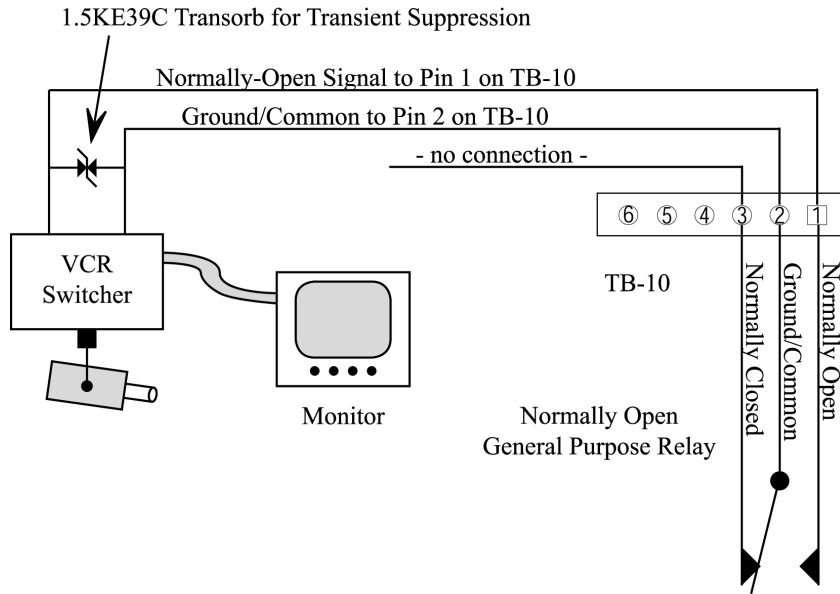 1.5KE39C Transorb for Transient Suppression
Normally-Open Signal to Pin 1 on TB-10
Ground/Common to Pin 2 on TB-10
- no connection -
6 5 4 3 2 1
VCR
Switcher
TB-10
Normally Closed
Ground/Common
Normally Open
Monitor
Normally Open
General Purpose Relay